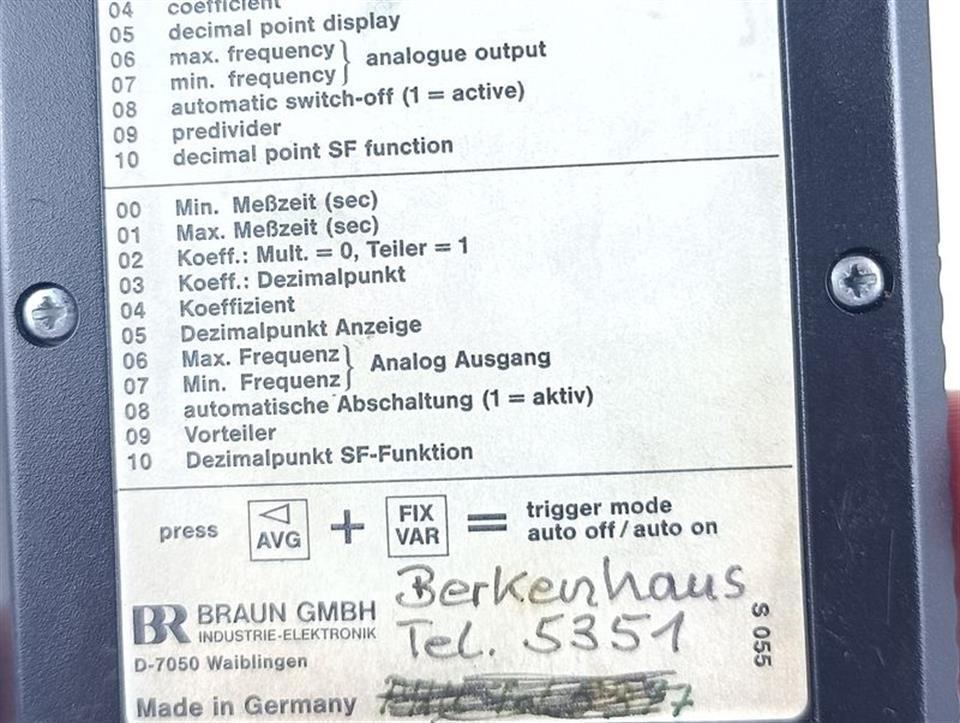 04 coefficient
05 decimal point display
06 max. frequency } analogue output
07 min. frequency
08 automatic switch-off (1 = active)
09 predivider
10 decimal point SF function
00 Min. Meßzeit (sec)
01 Max. Meßzeit (sec)
02 Koeff.: Mult. = 0, Teiler = 1
03 Koeff.: Dezimalpunkt
04 Koeffizient
05 Dezimalpunkt Anzeige
06 Max. Frequenz } Analog Ausgang
07 Min. Frequenz
08 automatische Abschaltung (1 = aktiv)
09 Vorteiler
10 Dezimalpunkt SF-Funktion
press AVG + FIX VAR = trigger mode
auto off / auto on
BR BRAUN GMBH
INDUSTRIE-ELEKTRONIK
D-7050 Waiblingen
Made in Germany
Berkenhaus
Tel. 5351
S 055